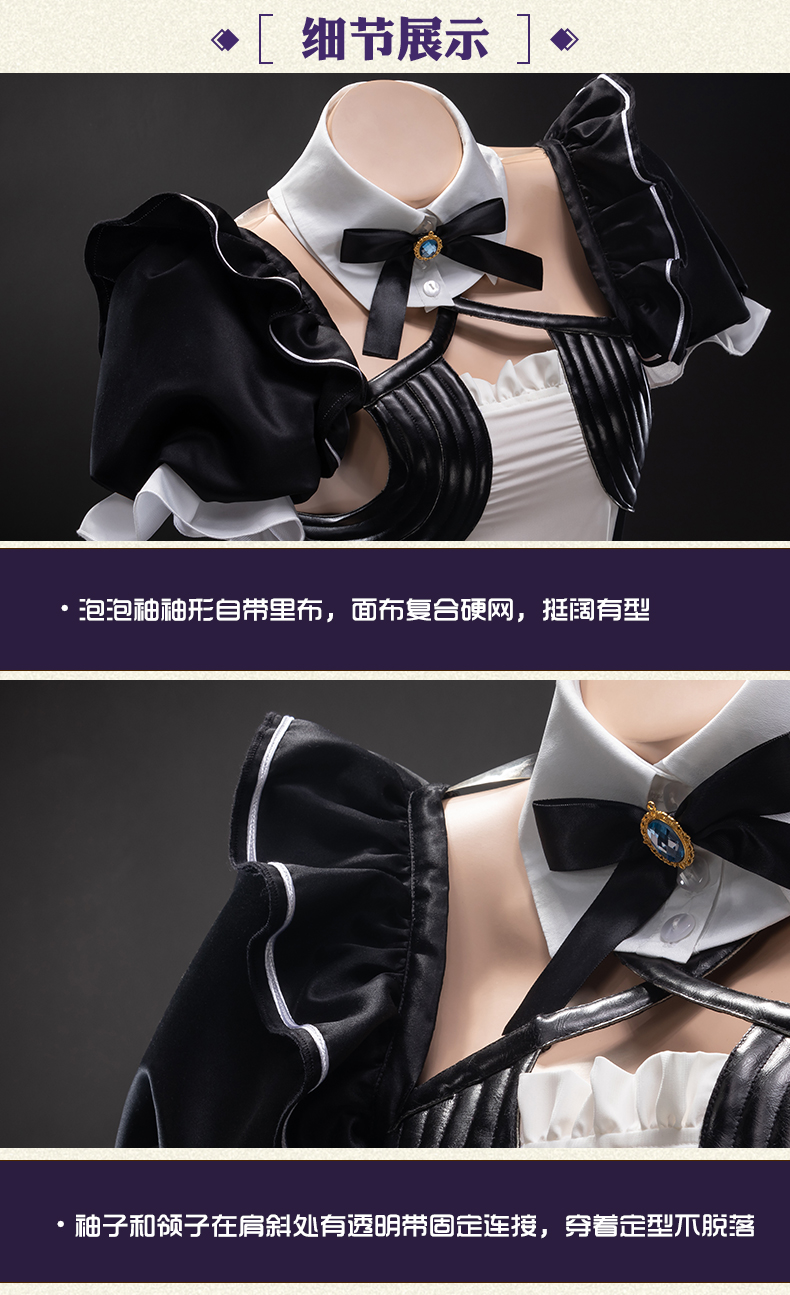 细节展示
·泡泡袖袖形自带里布，面布复合硬网，挺阔有型
·袖子和领子在肩斜处有透明带固定连接，穿着定型不脱落